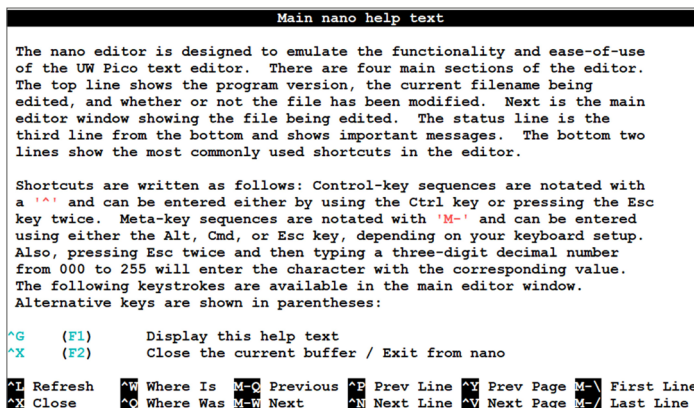 Main nano help text
The nano editor is designed to emulate the functionality and ease-of-use
of the UW Pico text editor.  There are four main sections of the editor.
The top line shows the program version, the current filename being
edited, and whether or not the file has been modified.  Next is the main
editor window showing the file being edited.  The status line is the
third line from the bottom and shows important messages.  The bottom two
lines show the most commonly used shortcuts in the editor.

Shortcuts are written as follows: Control-key sequences are notated with
a '^' and can be entered either by using the Ctrl key or pressing the Esc
key twice.  Meta-key sequences are notated with 'M-' and can be entered
using either the Alt, Cmd, or Esc key, depending on your keyboard setup.
Also, pressing Esc twice and then typing a three-digit decimal number
from 000 to 255 will enter the character with the corresponding value.
The following keystrokes are available in the main editor window.
Alternative keys are shown in parentheses:

^G    (F1)       Display this help text
^X    (F2)       Close the current buffer / Exit from nano

^L Refresh   ^W Where Is  M-Q Previous ^P Prev Line ^Y Prev Page M-\ First Line
^X Close     ^Q Where Was M-W Next     ^N Next Line ^V Next Page M-/ Last Line